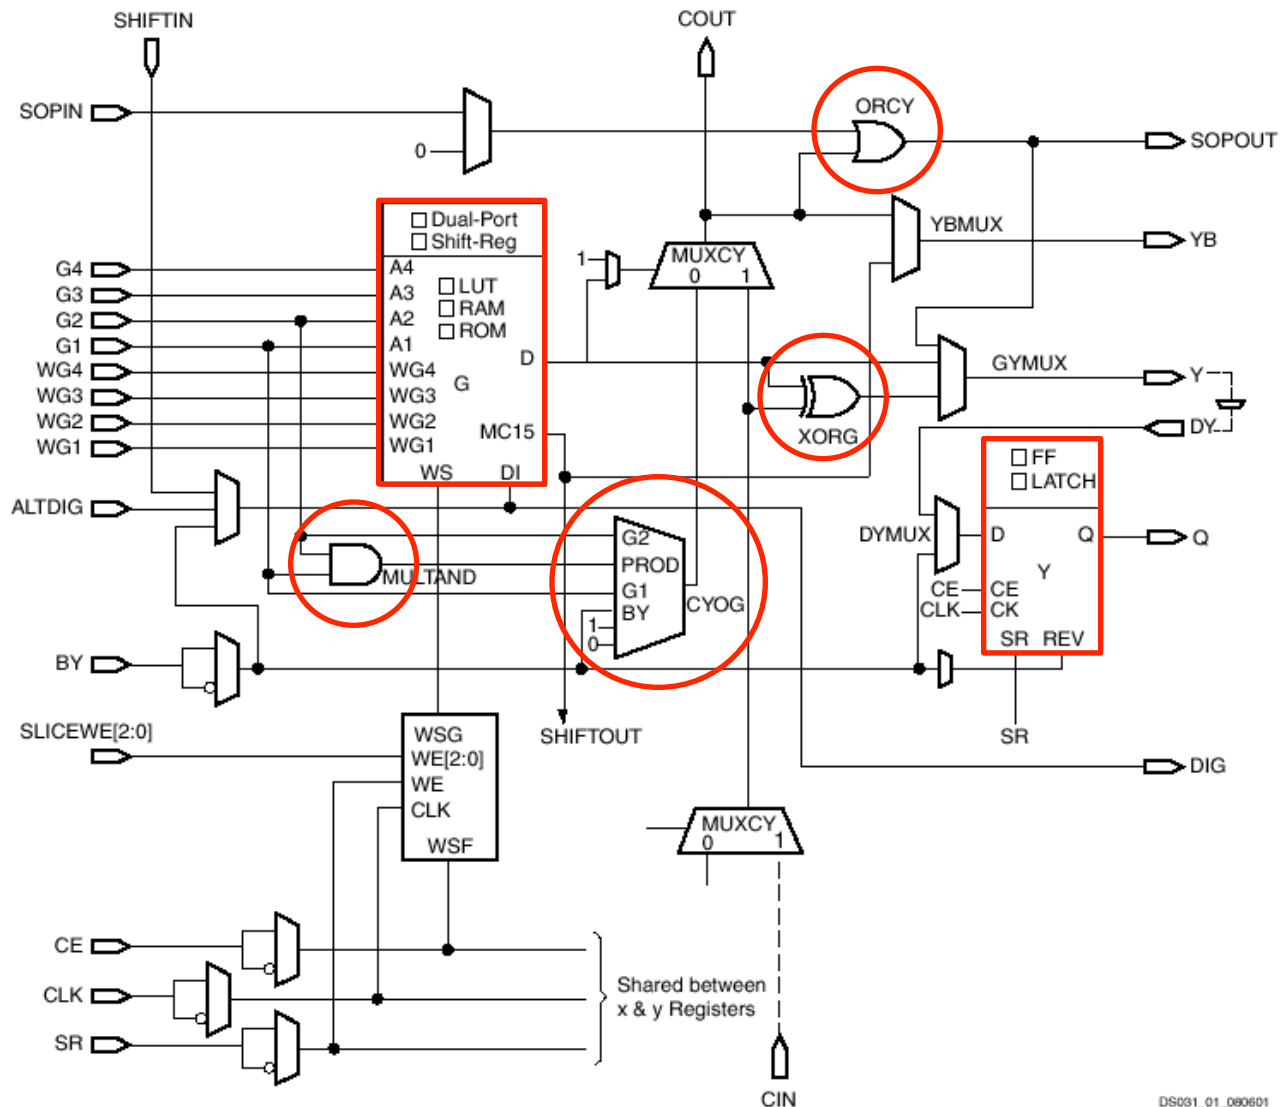 SHIFTIN
COUT
SOPIN
0
ORCY
SOPOUT
Dual-Port
Shift-Reg
YBMUX
YB
MUXCY
0 1
1
G4
G3
G2
G1
WG4
WG3
WG2
WG1
A4
A3
A2
A1
WG4
WG3
WG2
WG1
LUT
RAM
ROM
G
D
MC15
WS
DI
GYMUX
Y
XORG
DY
FF
LATCH
ALTDIG
MULTAND
G2
PROD
G1
BY
1
0
CYOG
DYMUX
D
Q
Q
Y
CE
CE
CLK
CK
SR REV
BY
SLICEWE[2:0]
WSG
WE[2:0]
WE
CLK
WSF
SHIFTOUT
SR
DIG
MUXCY
0 1
CE
CLK
SR
Shared between
x & y Registers
CIN
DS031_01_080601